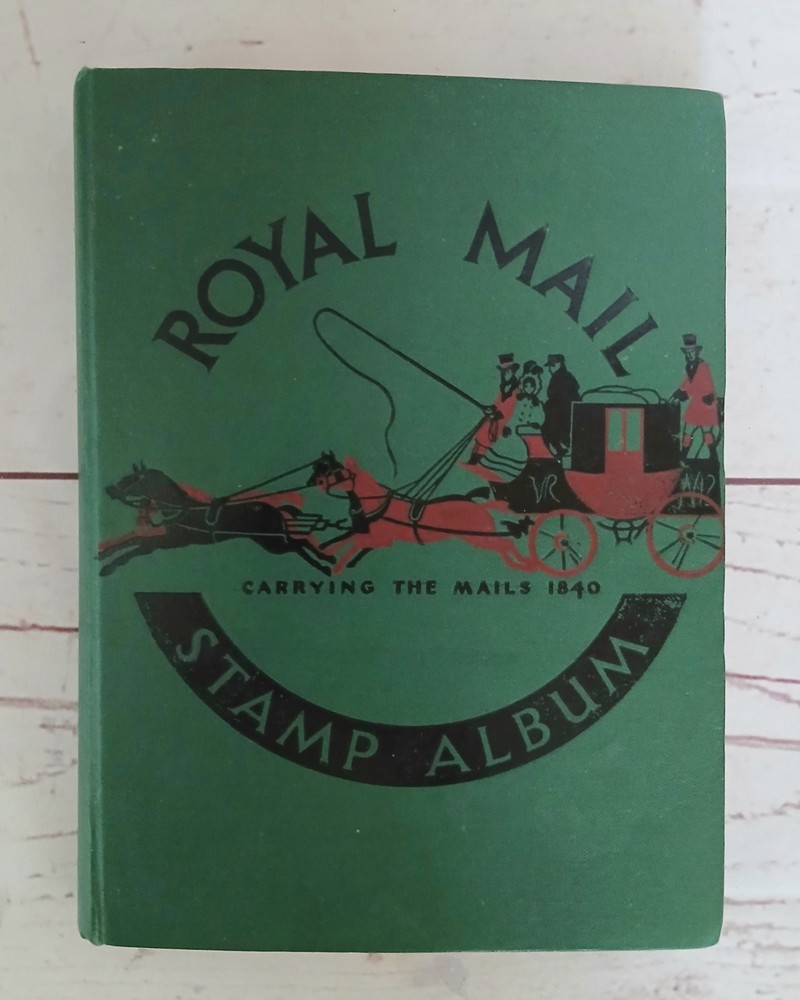 ROYAL MAIL
VR
CARRYING THE MAILS 1840
STAMP ALBUM